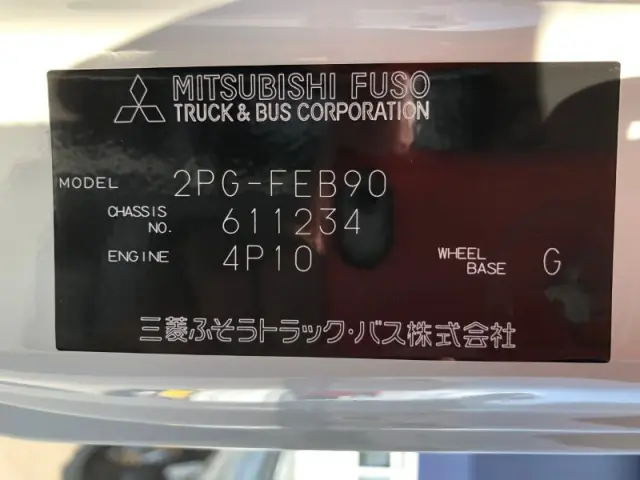 MITSUBISHI FUSO
TRUCK & BUS CORPORATION
MODEL 2PG-FEB90
CHASSIS NO. 611234
ENGINE 4P10 WHEEL BASE G
三菱ふそうトラック・バス株式会社